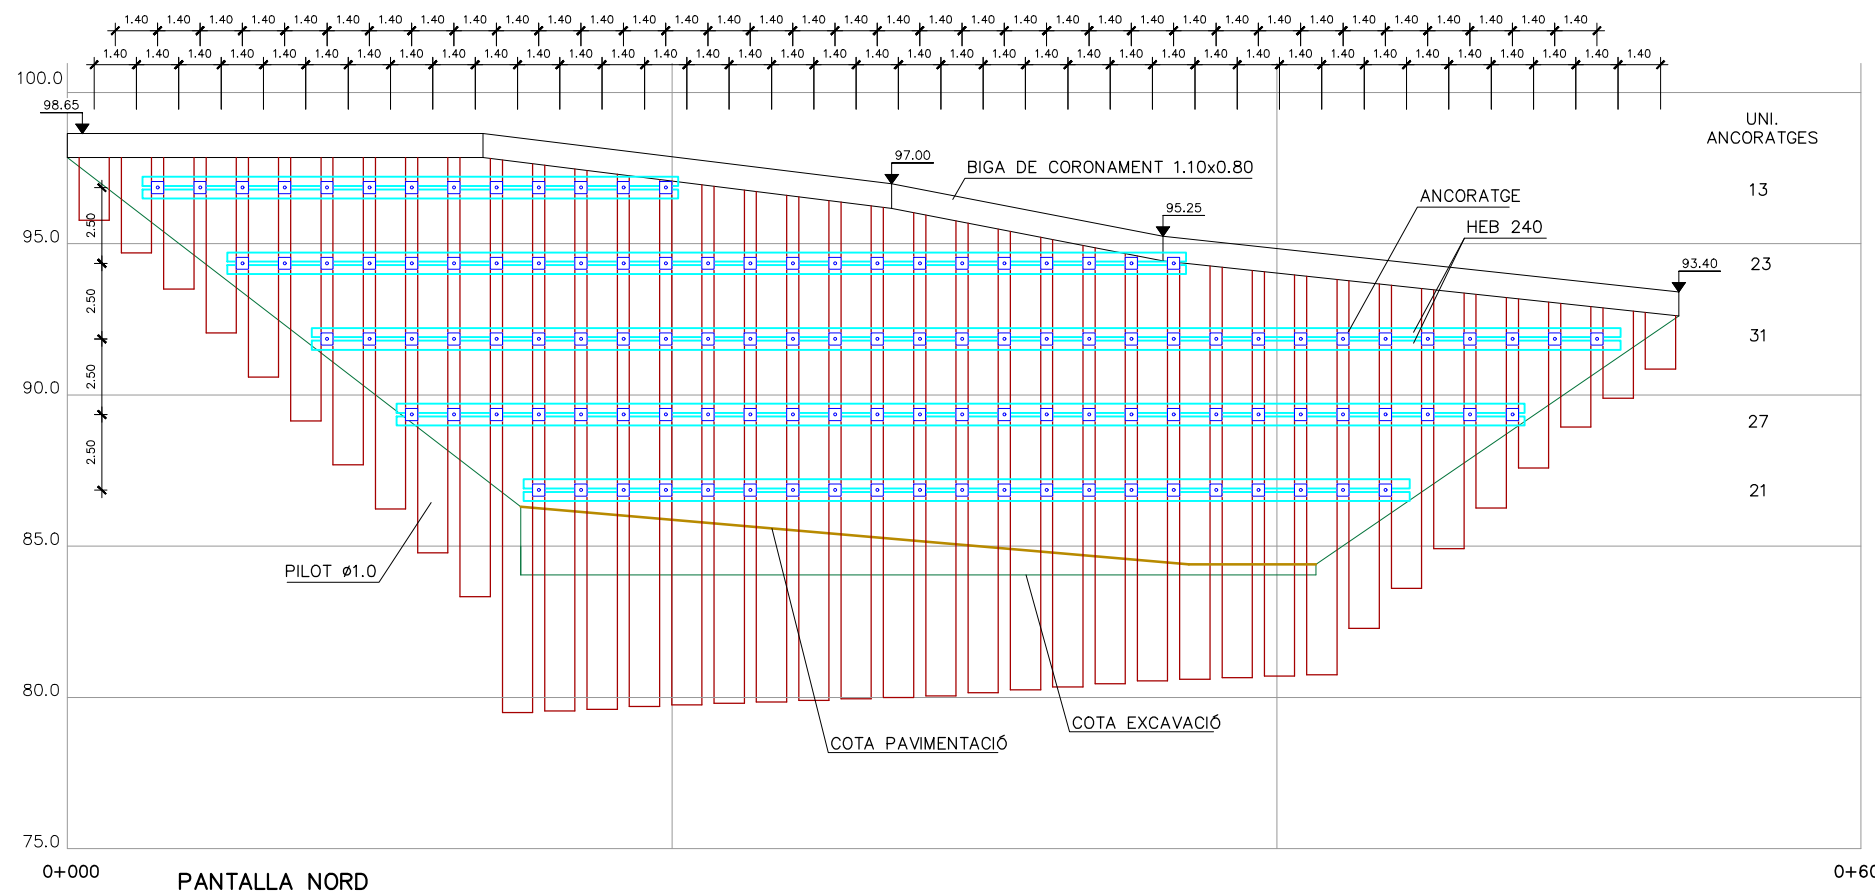 1.40 1.40 1.40 1.40 1.40 1.40 1.40 1.40 1.40 1.40 1.40 1.40 1.40 1.40 1.40 1.40 1.40 1.40 1.40 1.40 1.40 1.40 1.40 1.40 1.40 1.40 1.40 1.40 1.40 1.40 1.40 1.40 1.40 1.40 1.40
1.40 1.40 1.40 1.40 1.40 1.40 1.40 1.40 1.40 1.40 1.40 1.40 1.40 1.40 1.40 1.40 1.40 1.40 1.40 1.40 1.40 1.40 1.40 1.40 1.40 1.40 1.40 1.40 1.40 1.40 1.40 1.40 1.40 1.40 1.40 1.40 1.40
100.0
98.65
UNI.
ANCORATGES
97.00
BIGA DE CORONAMENT 1.10x0.80
13
ANCORATGE
95.25
HEB 240
2.50
95.0
23
93.40
2.50
31
2.50
90.0
27
2.50
21
85.0
PILOT ø1.0
80.0
COTA EXCAVACIÓ
COTA PAVIMENTACIÓ
75.0
0+000
0+60
PANTALLA NORD